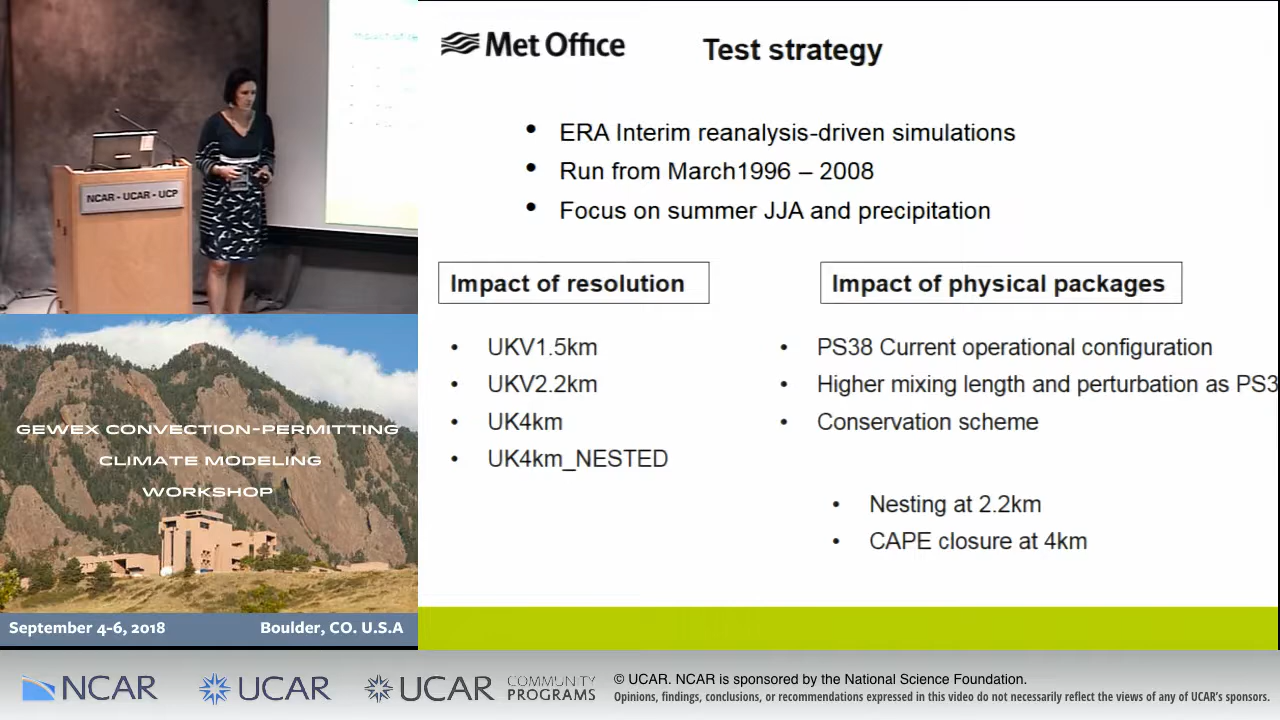 Met Office
Test strategy
• ERA Interim reanalysis-driven simulations
• Run from March1996 – 2008
• Focus on summer JJA and precipitation
Impact of resolution
• UKV1.5km
• UKV2.2km
• UK4km
• UK4km_NESTED
Impact of physical packages
• PS38 Current operational configuration
• Higher mixing length and perturbation as PS3
• Conservation scheme
• Nesting at 2.2km
• CAPE closure at 4km
NCAR - UCAR - UCP
GEWEX CONVECTION-PERMITTING
CLIMATE MODELING
WORKSHOP
September 4-6, 2018
Boulder, CO. U.S.A
NCAR
UCAR
UCAR
COMMUNITY
PROGRAMS
© UCAR. NCAR is sponsored by the National Science Foundation.
Opinions, findings, conclusions, or recommendations expressed in this video do not necessarily reflect the views of any of UCAR's sponsors.